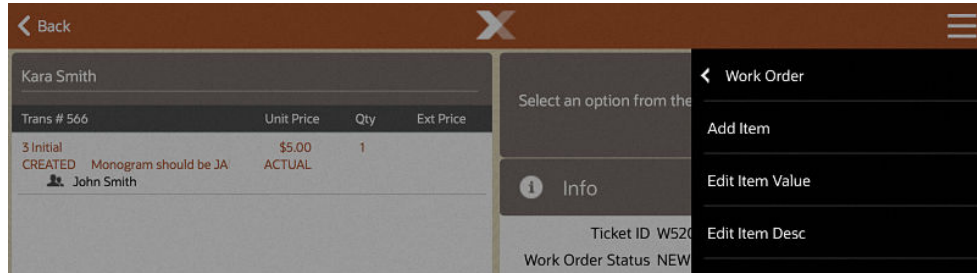 Back
Kara Smith
Trans # 566 Unit Price Qty Ext Price
3 Initial $5.00 1
CREATED Monogram should be JA ACTUAL
John Smith
Select an option from the
Info
Ticket ID W520
Work Order Status NEW
Work Order
Add Item
Edit Item Value
Edit Item Desc